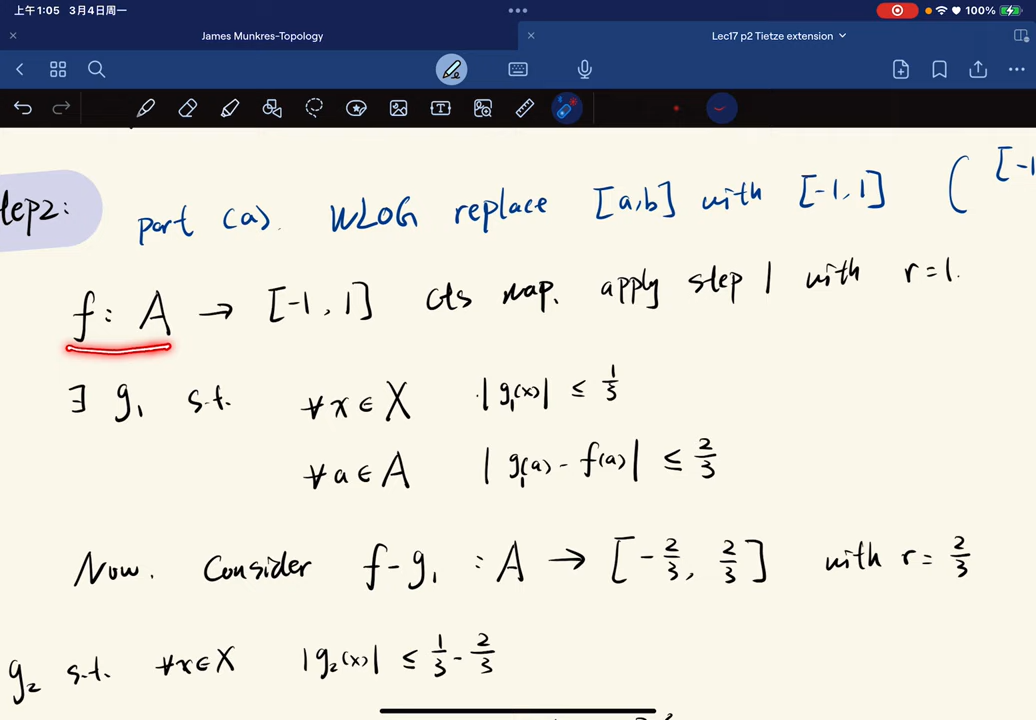 上午1:05 3月4日周一
100%
James Munkres-Topology
Lec17 p2 Tietze extension
tep2: part (a). WLOG replace [a,b] with [-1,1] ( [-1
f: A → [-1, 1] cts map. apply step 1 with r=1.
∃ g₁ s.t. ∀x∈X |g₁(x)| ≤ 1/3
∀a∈A |g₁(a) - f(a)| ≤ 2/3
Now. Consider f-g₁ : A → [-2/3, 2/3] with r = 2/3
g₂ s.t. ∀x∈X |g₂(x)| ≤ 1/3 - 2/3